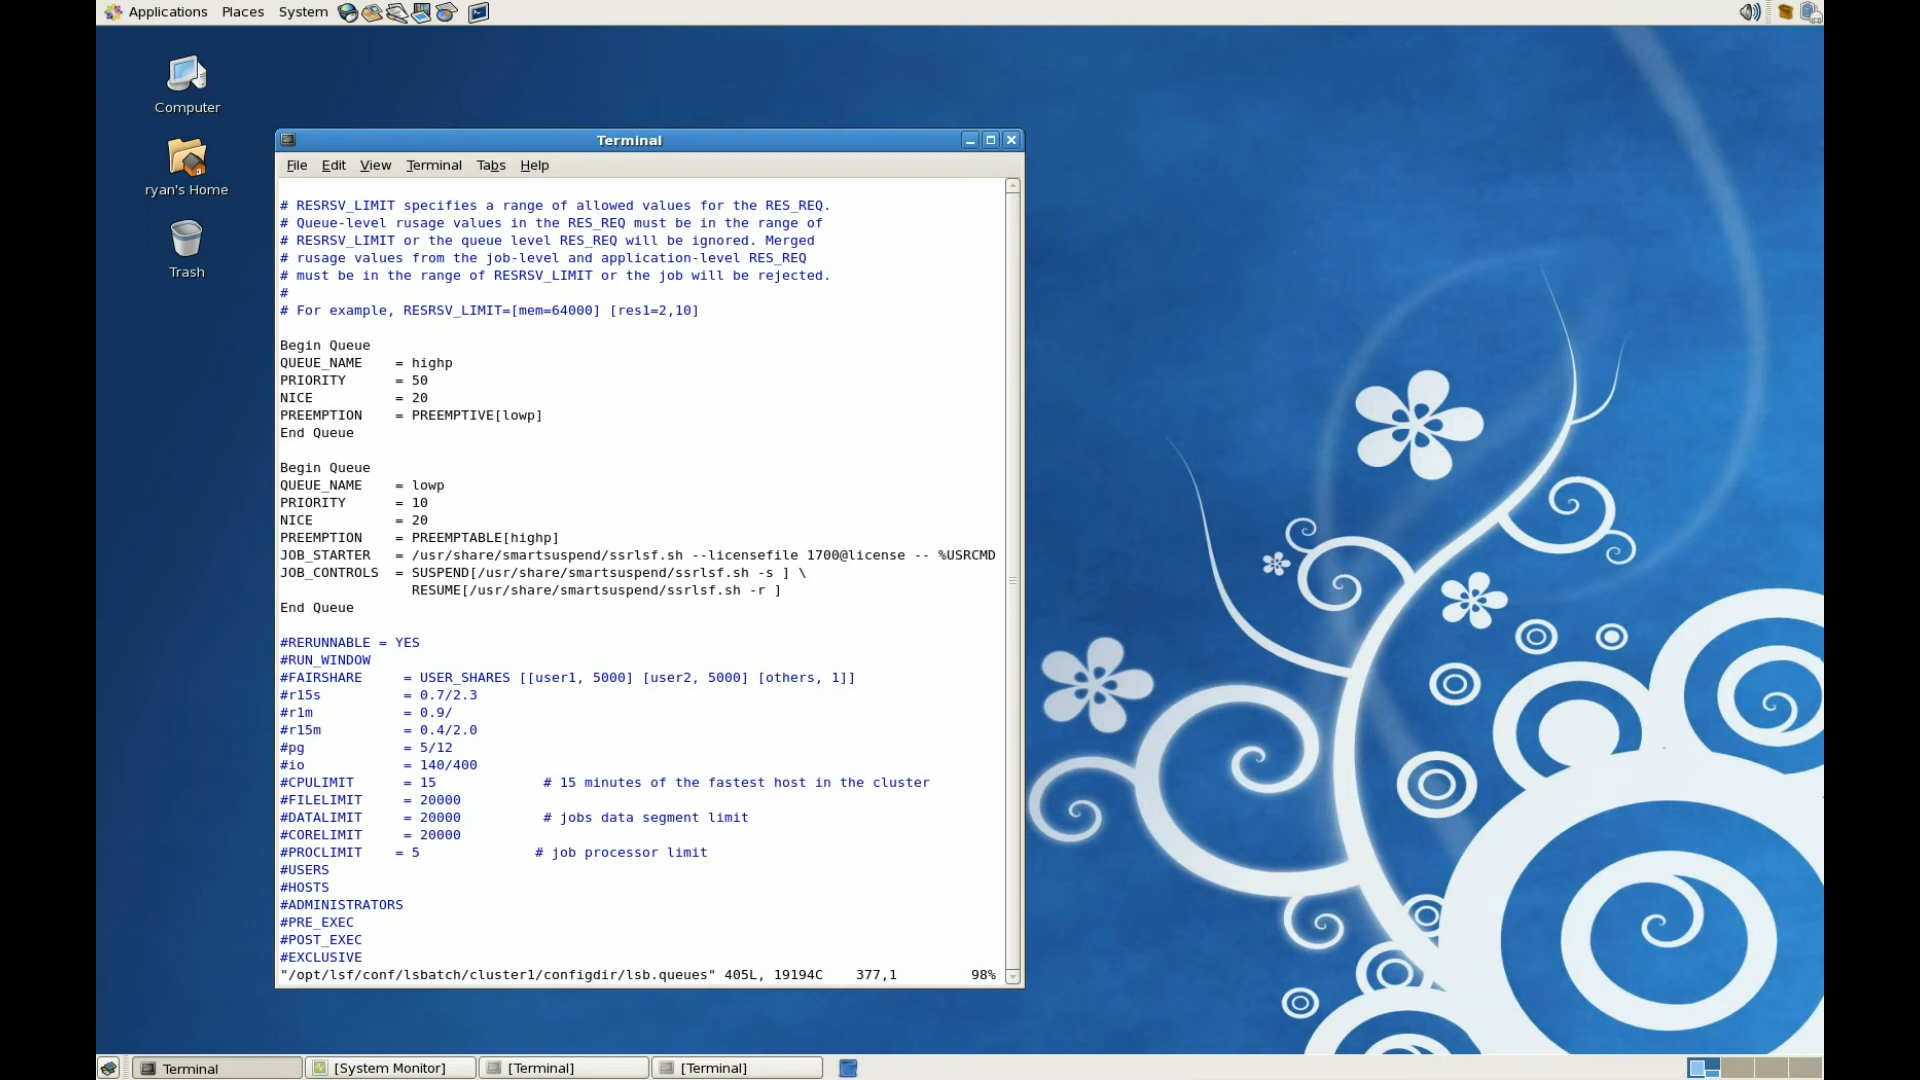 Applications Places System
Computer
ryan's Home
Trash
Terminal
File Edit View Terminal Tabs Help
# RESRSV_LIMIT specifies a range of allowed values for the RES_REQ.
# Queue-level rusage values in the RES_REQ must be in the range of
# RESRSV_LIMIT or the queue level RES_REQ will be ignored. Merged
# rusage values from the job-level and application-level RES_REQ
# must be in the range of RESRSV_LIMIT or the job will be rejected.
#
# For example, RESRSV_LIMIT=[mem=64000] [res1=2,10]
Begin Queue
QUEUE_NAME = highp
PRIORITY = 50
NICE = 20
PREEMPTION = PREEMPTIVE[lowp]
End Queue
Begin Queue
QUEUE_NAME = lowp
PRIORITY = 10
NICE = 20
PREEMPTION = PREEMPTABLE[highp]
JOB_STARTER = /usr/share/smartsuspend/ssrlsf.sh --licensefile 1700@license -- %USRCMD
JOB_CONTROLS = SUSPEND[/usr/share/smartsuspend/ssrlsf.sh -s ] \
RESUME[/usr/share/smartsuspend/ssrlsf.sh -r ]
End Queue
#RERUNNABLE = YES
#RUN_WINDOW
#FAIRSHARE = USER_SHARES [[user1, 5000] [user2, 5000] [others, 1]]
#r15s = 0.7/2.3
#r1m = 0.9/
#r15m = 0.4/2.0
#pg = 5/12
#io = 140/400
#CPULIMIT = 15 # 15 minutes of the fastest host in the cluster
#FILELIMIT = 20000
#DATALIMIT = 20000 # jobs data segment limit
#CORELIMIT = 20000
#PROCLIMIT = 5 # job processor limit
#USERS
#HOSTS
#ADMINISTRATORS
#PRE_EXEC
#POST_EXEC
#EXCLUSIVE
"/opt/lsf/conf/lsbatch/cluster1/configdir/lsb.queues" 405L, 19194C 377,1 98%
Terminal [System Monitor] [Terminal] [Terminal]